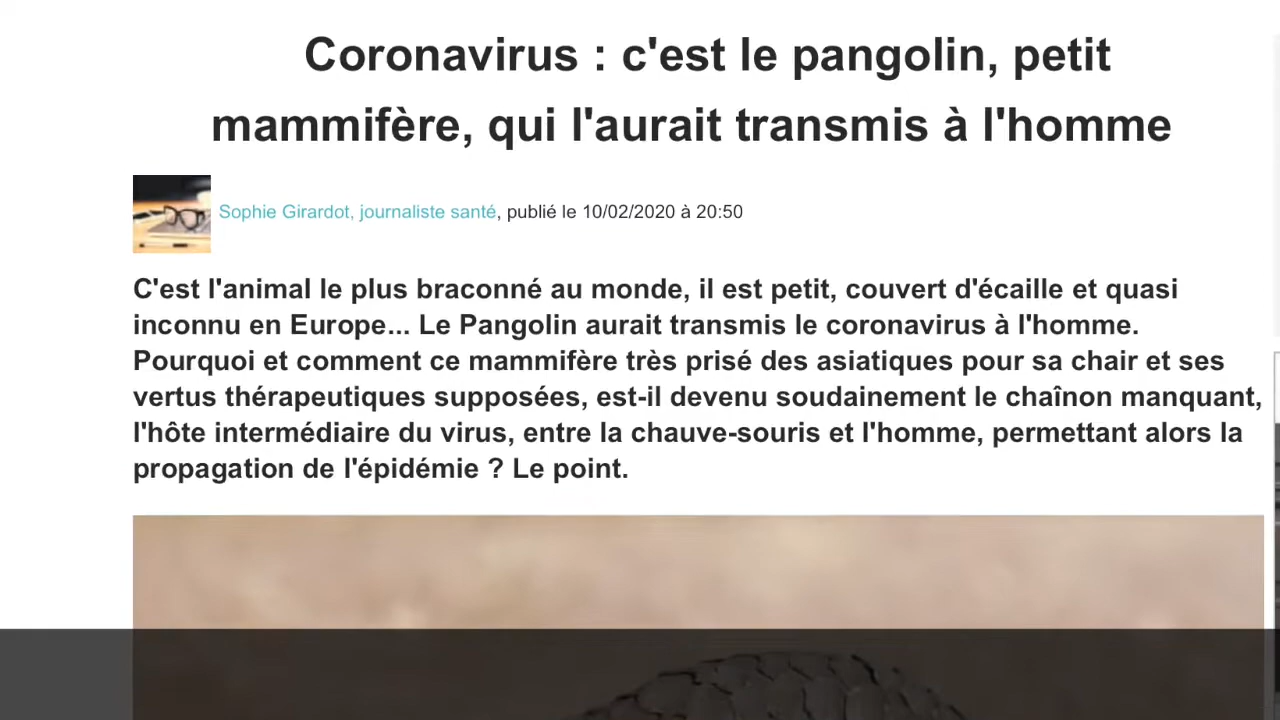 Coronavirus : c'est le pangolin, petit
mammifère, qui l'aurait transmis à l'homme
Sophie Girardot, journaliste santé, publié le 10/02/2020 à 20:50
C'est l'animal le plus braconné au monde, il est petit, couvert d'écaille et quasi
inconnu en Europe... Le Pangolin aurait transmis le coronavirus à l'homme.
Pourquoi et comment ce mammifère très prisé des asiatiques pour sa chair et ses
vertus thérapeutiques supposées, est-il devenu soudainement le chaînon manquant,
l'hôte intermédiaire du virus, entre la chauve-souris et l'homme, permettant alors la
propagation de l'épidémie ? Le point.